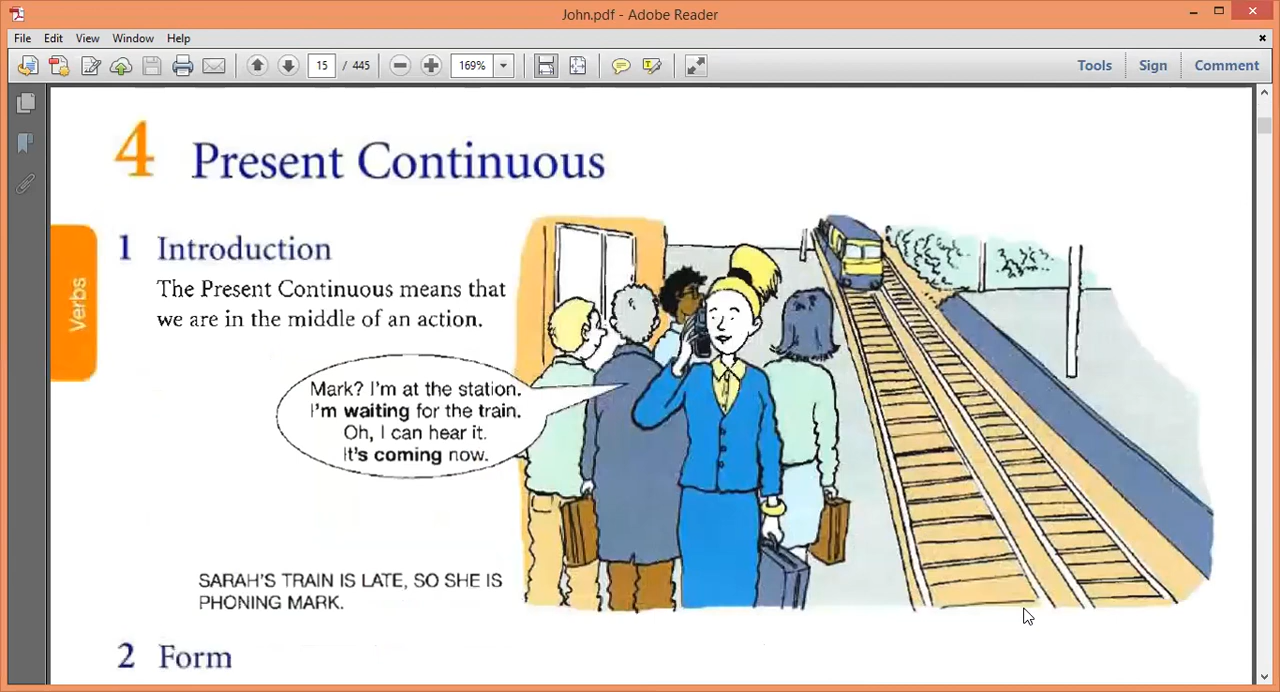 John.pdf - Adobe Reader
File Edit View Window Help
15 / 445 169% Tools Sign Comment
4 Present Continuous
1 Introduction
The Present Continuous means that
we are in the middle of an action.
Verbs
Mark? I'm at the station.
I'm waiting for the train.
Oh, I can hear it.
It's coming now.
SARAH'S TRAIN IS LATE, SO SHE IS
PHONING MARK.
2 Form